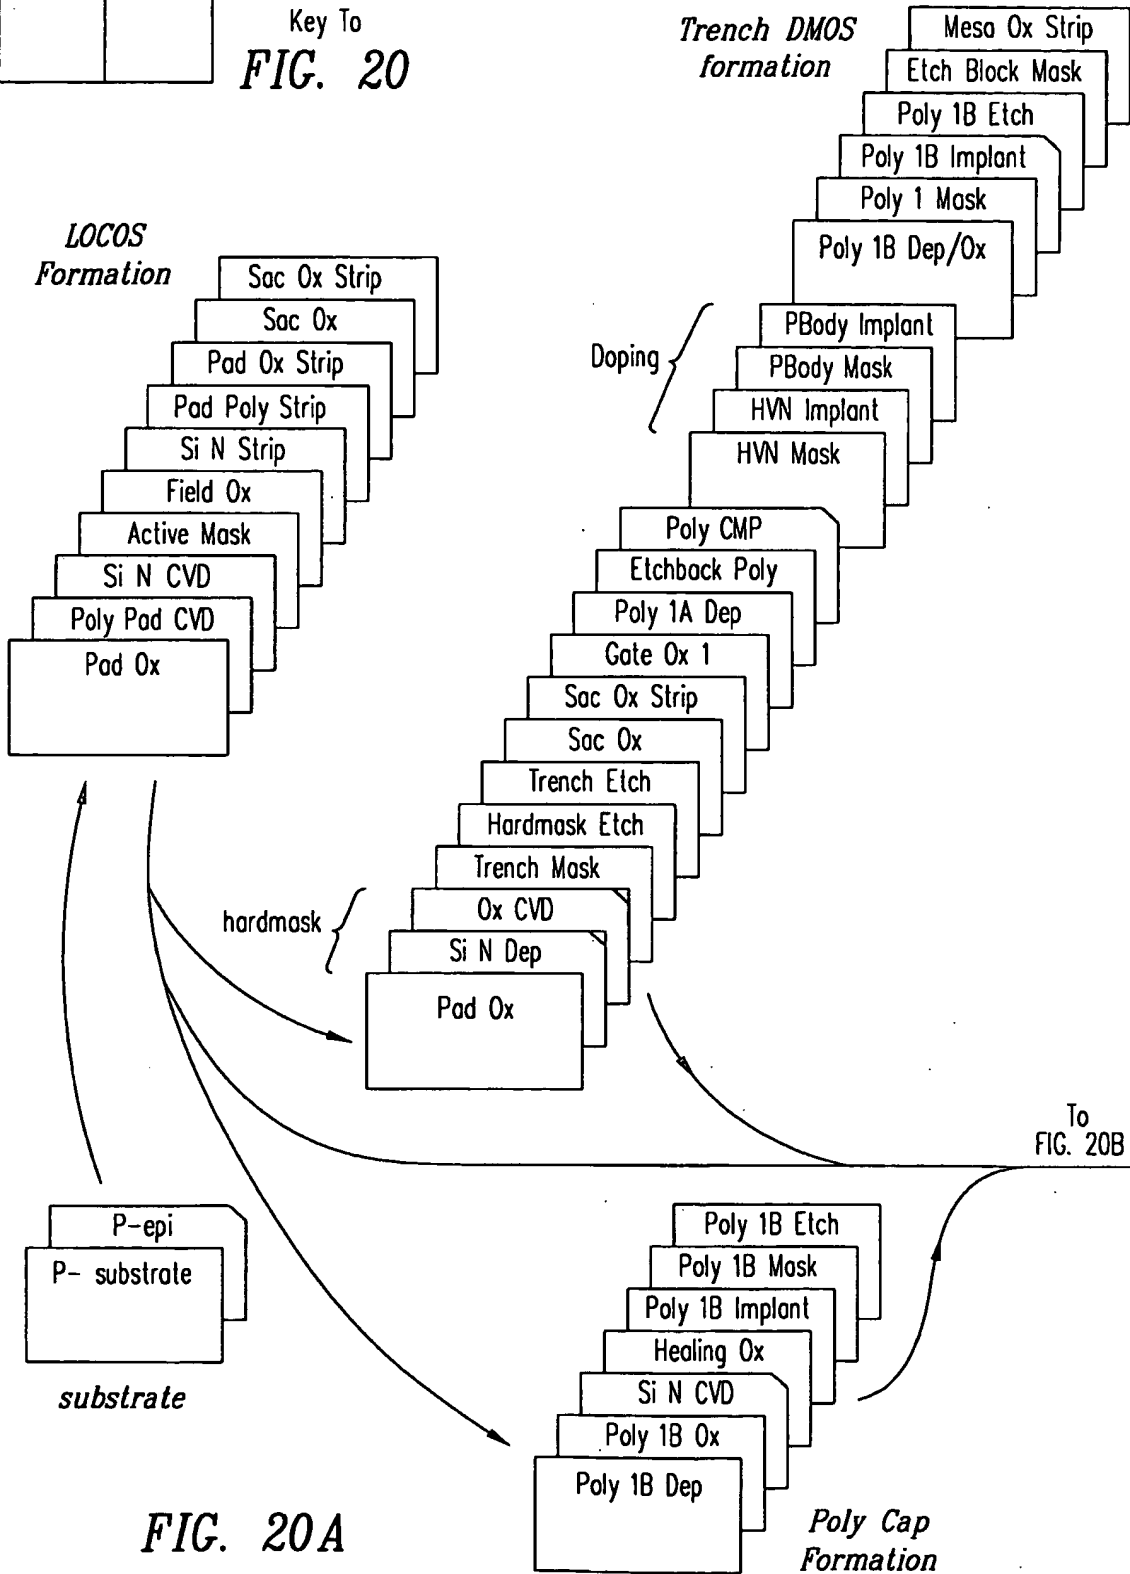 Key To
FIG. 20
Trench DMOS
formation
Mesa Ox Strip
Etch Block Mask
Poly 1B Etch
Poly 1B Implant
Poly 1 Mask
Poly 1B Dep/Ox
Doping
PBody Implant
PBody Mask
HVN Implant
HVN Mask
Poly CMP
Etchback Poly
Poly 1A Dep
Gate Ox 1
Sac Ox Strip
Sac Ox
Trench Etch
Hardmask Etch
Trench Mask
hardmask
Ox CVD
Si N Dep
Pad Ox
LOCOS
Formation
Sac Ox Strip
Sac Ox
Pad Ox Strip
Pad Poly Strip
Si N Strip
Field Ox
Active Mask
Si N CVD
Poly Pad CVD
Pad Ox
To
FIG. 20B
P-epi
P- substrate
substrate
Poly 1B Etch
Poly 1B Mask
Poly 1B Implant
Healing Ox
Si N CVD
Poly 1B Ox
Poly 1B Dep
Poly Cap
Formation
FIG. 20A